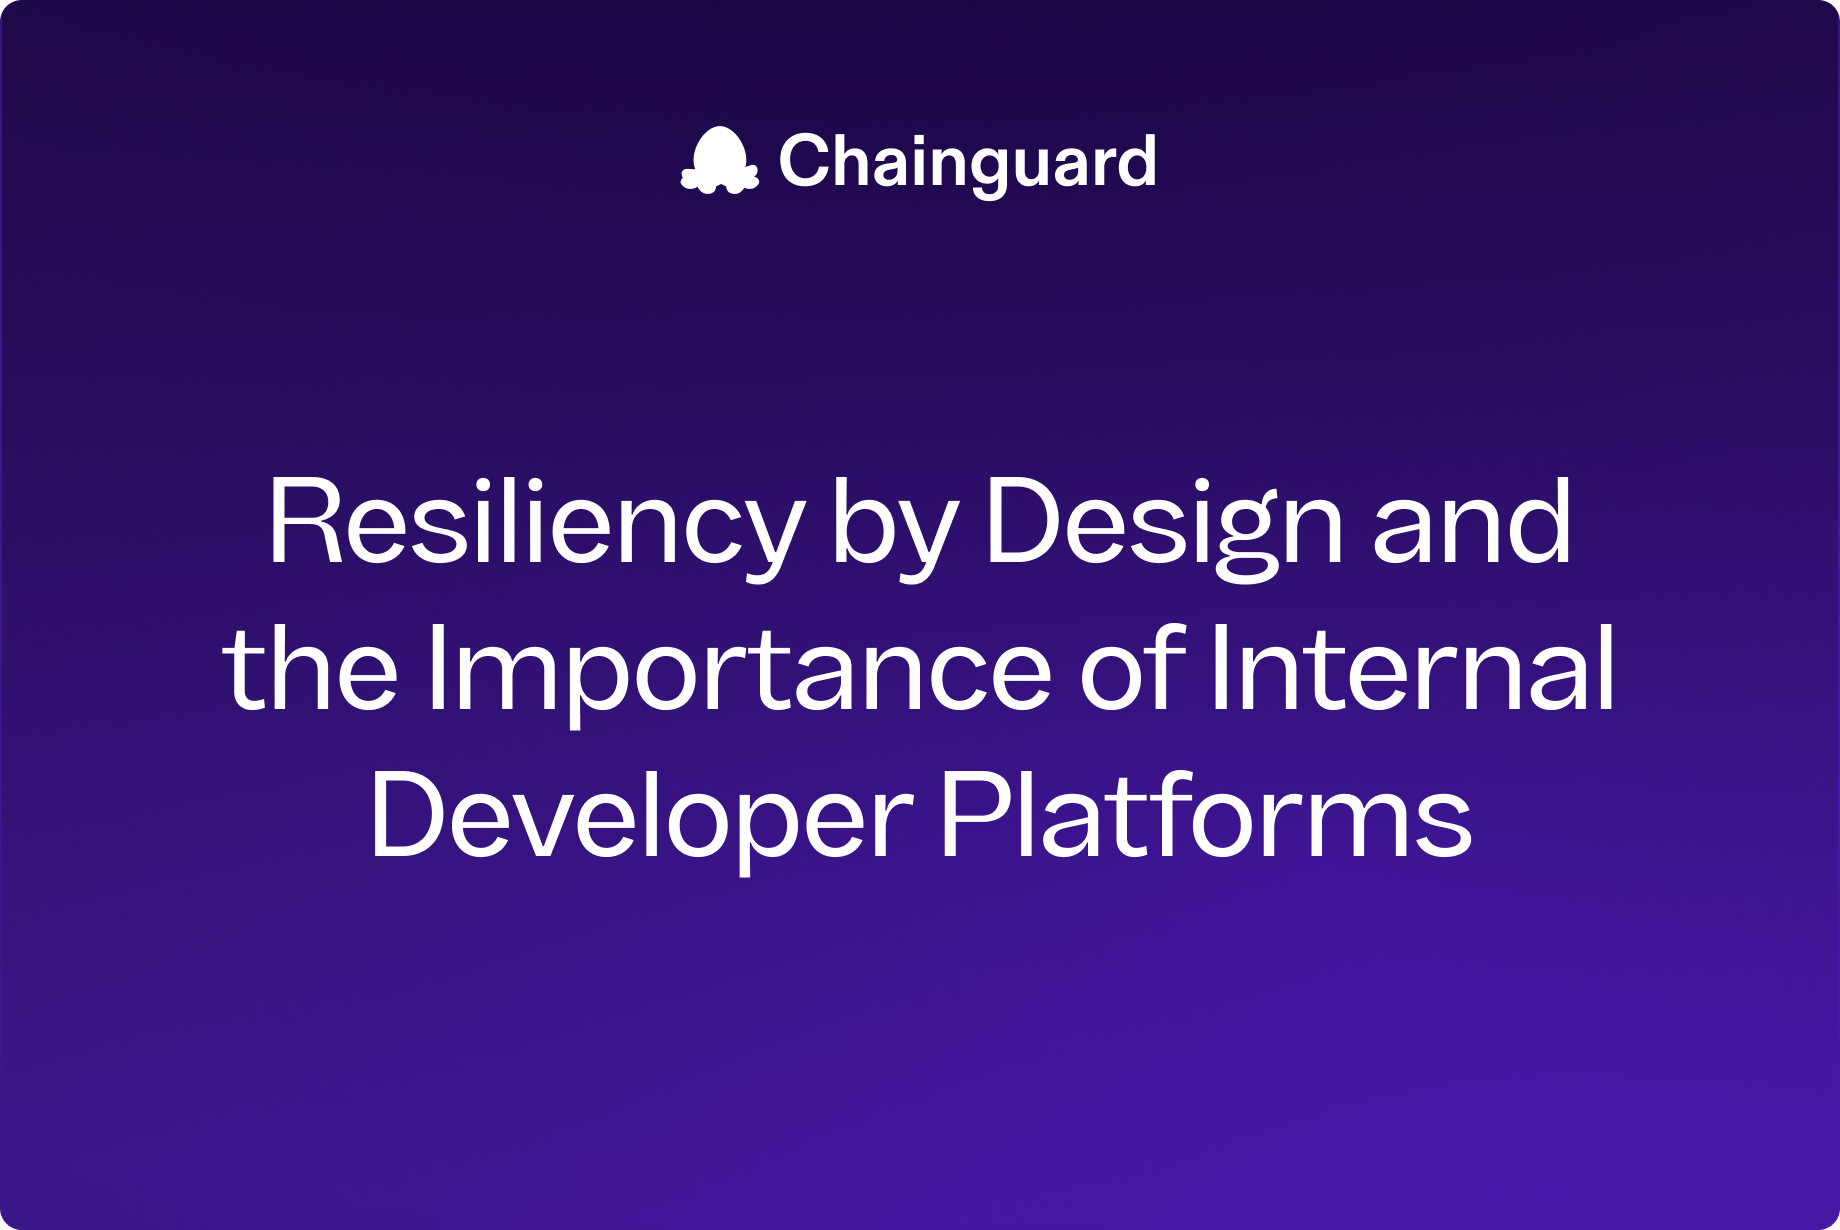 Chainguard
Resiliency by Design and
the Importance of Internal
Developer Platforms